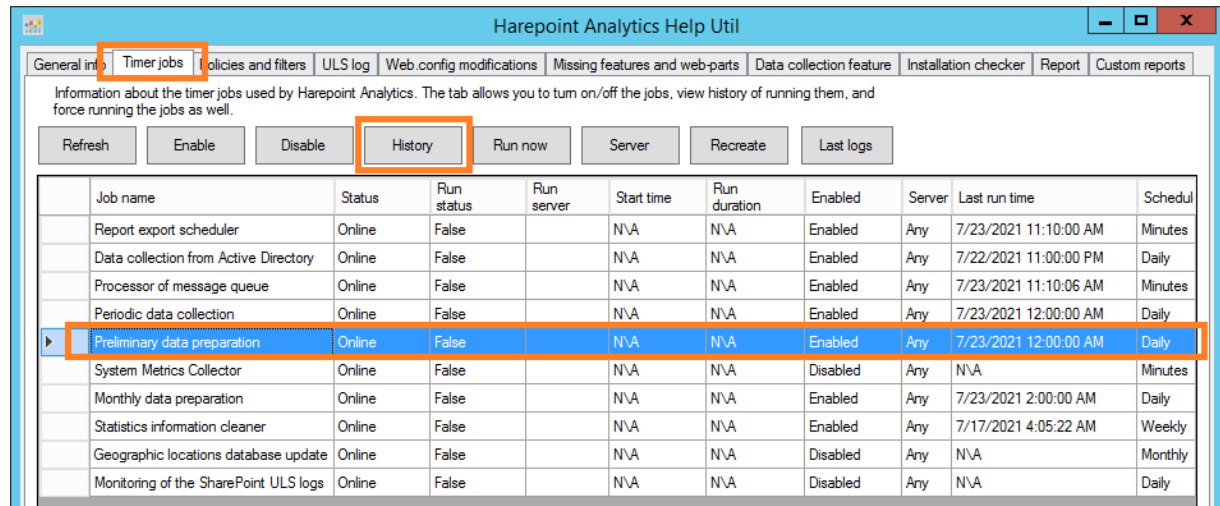 Harepoint Analytics Help Util
General info Timer jobs Policies and filters ULS log Web.config modifications Missing features and web-parts Data collection feature Installation checker Report Custom reports
Information about the timer jobs used by Harepoint Analytics. The tab allows you to turn on/off the jobs, view history of running them, and
force running the jobs as well.
Refresh Enable Disable History Run now Server Recreate Last logs
Job name Status Run status Run server Start time Run duration Enabled Server Last run time Schedul
Report export scheduler Online False N\A N\A Enabled Any 7/23/2021 11:10:00 AM Minutes
Data collection from Active Directory Online False N\A N\A Enabled Any 7/22/2021 11:00:00 PM Daily
Processor of message queue Online False N\A N\A Enabled Any 7/23/2021 11:10:06 AM Minutes
Periodic data collection Online False N\A N\A Enabled Any 7/23/2021 12:00:00 AM Daily
Preliminary data preparation Online False N\A N\A Enabled Any 7/23/2021 12:00:00 AM Daily
System Metrics Collector Online False N\A N\A Disabled Any N\A Minutes
Monthly data preparation Online False N\A N\A Enabled Any 7/23/2021 2:00:00 AM Daily
Statistics information cleaner Online False N\A N\A Enabled Any 7/17/2021 4:05:22 AM Weekly
Geographic locations database update Online False N\A N\A Disabled Any N\A Monthly
Monitoring of the SharePoint ULS logs Online False N\A N\A Disabled Any N\A Daily